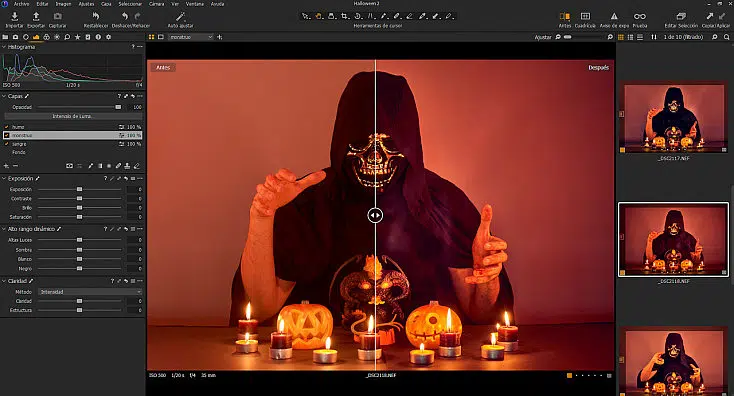 Halloween2
Archivo Editar Imagen Ajustes Capa Seleccionar Cámara Ver Ventana Ayuda
Importar Exportar Capturar Restablecer Deshacer/Rehacer Auto ajustar Herramientas de cursor Antes Cuadrícula Aviso de expo Prueba Editar Selección Copiar/Aplicar
monstruo Ajustar 1 de 10 (filtrado)
Histograma
ISO 500 1/20 s f/4
Capas
Opacidad 100
Intervalo de Luma...
humo 100 %
monstruo 100 %
sangre 100 %
Fondo
Exposición
Exposición 0
Contraste 0
Brillo 0
Saturación 0
Alto rango dinámico
Altas Luces 0
Sombra 0
Blanco 0
Negro 0
Claridad
Método Intensidad
Claridad 0
Estructura 0
Antes Después
ISO 500 1/20 s f/4 35 mm _DSC2118.NEF
_DSC2117.NEF
_DSC2118.NEF